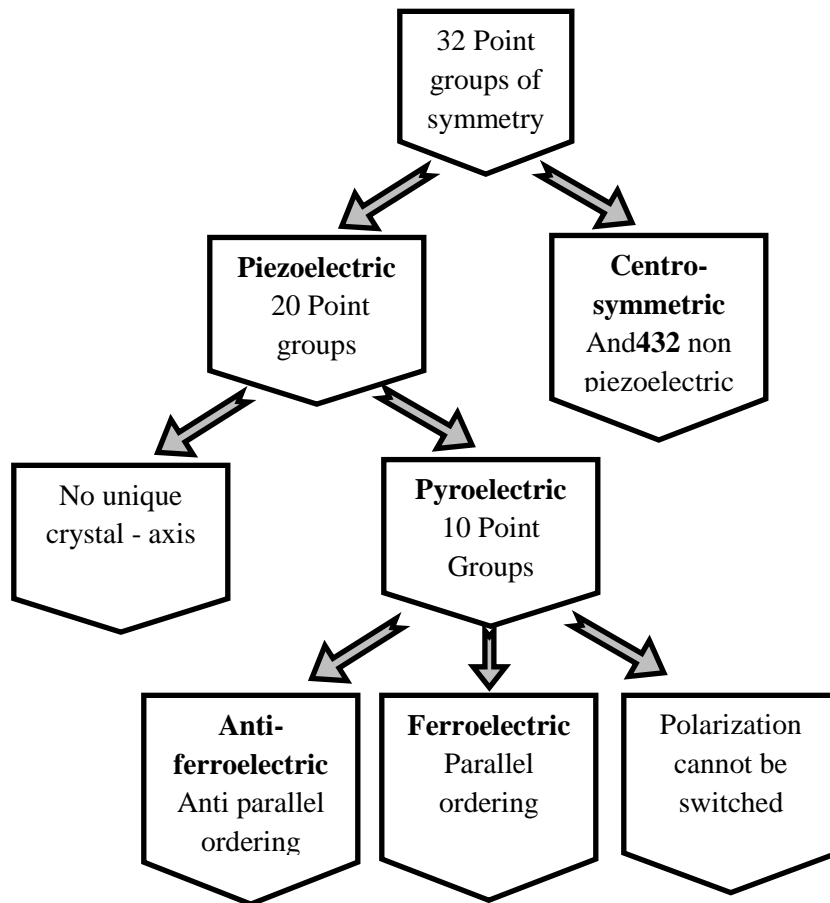 32 Point
groups of
symmetry
Piezoelectric
20 Point
groups
Centro-
symmetric
And432 non
piezoelectric
No unique
crystal - axis
Pyroelectric
10 Point
Groups
Anti-
ferroelectric
Anti parallel
ordering
Ferroelectric
Parallel
ordering
Polarization
cannot be
switched